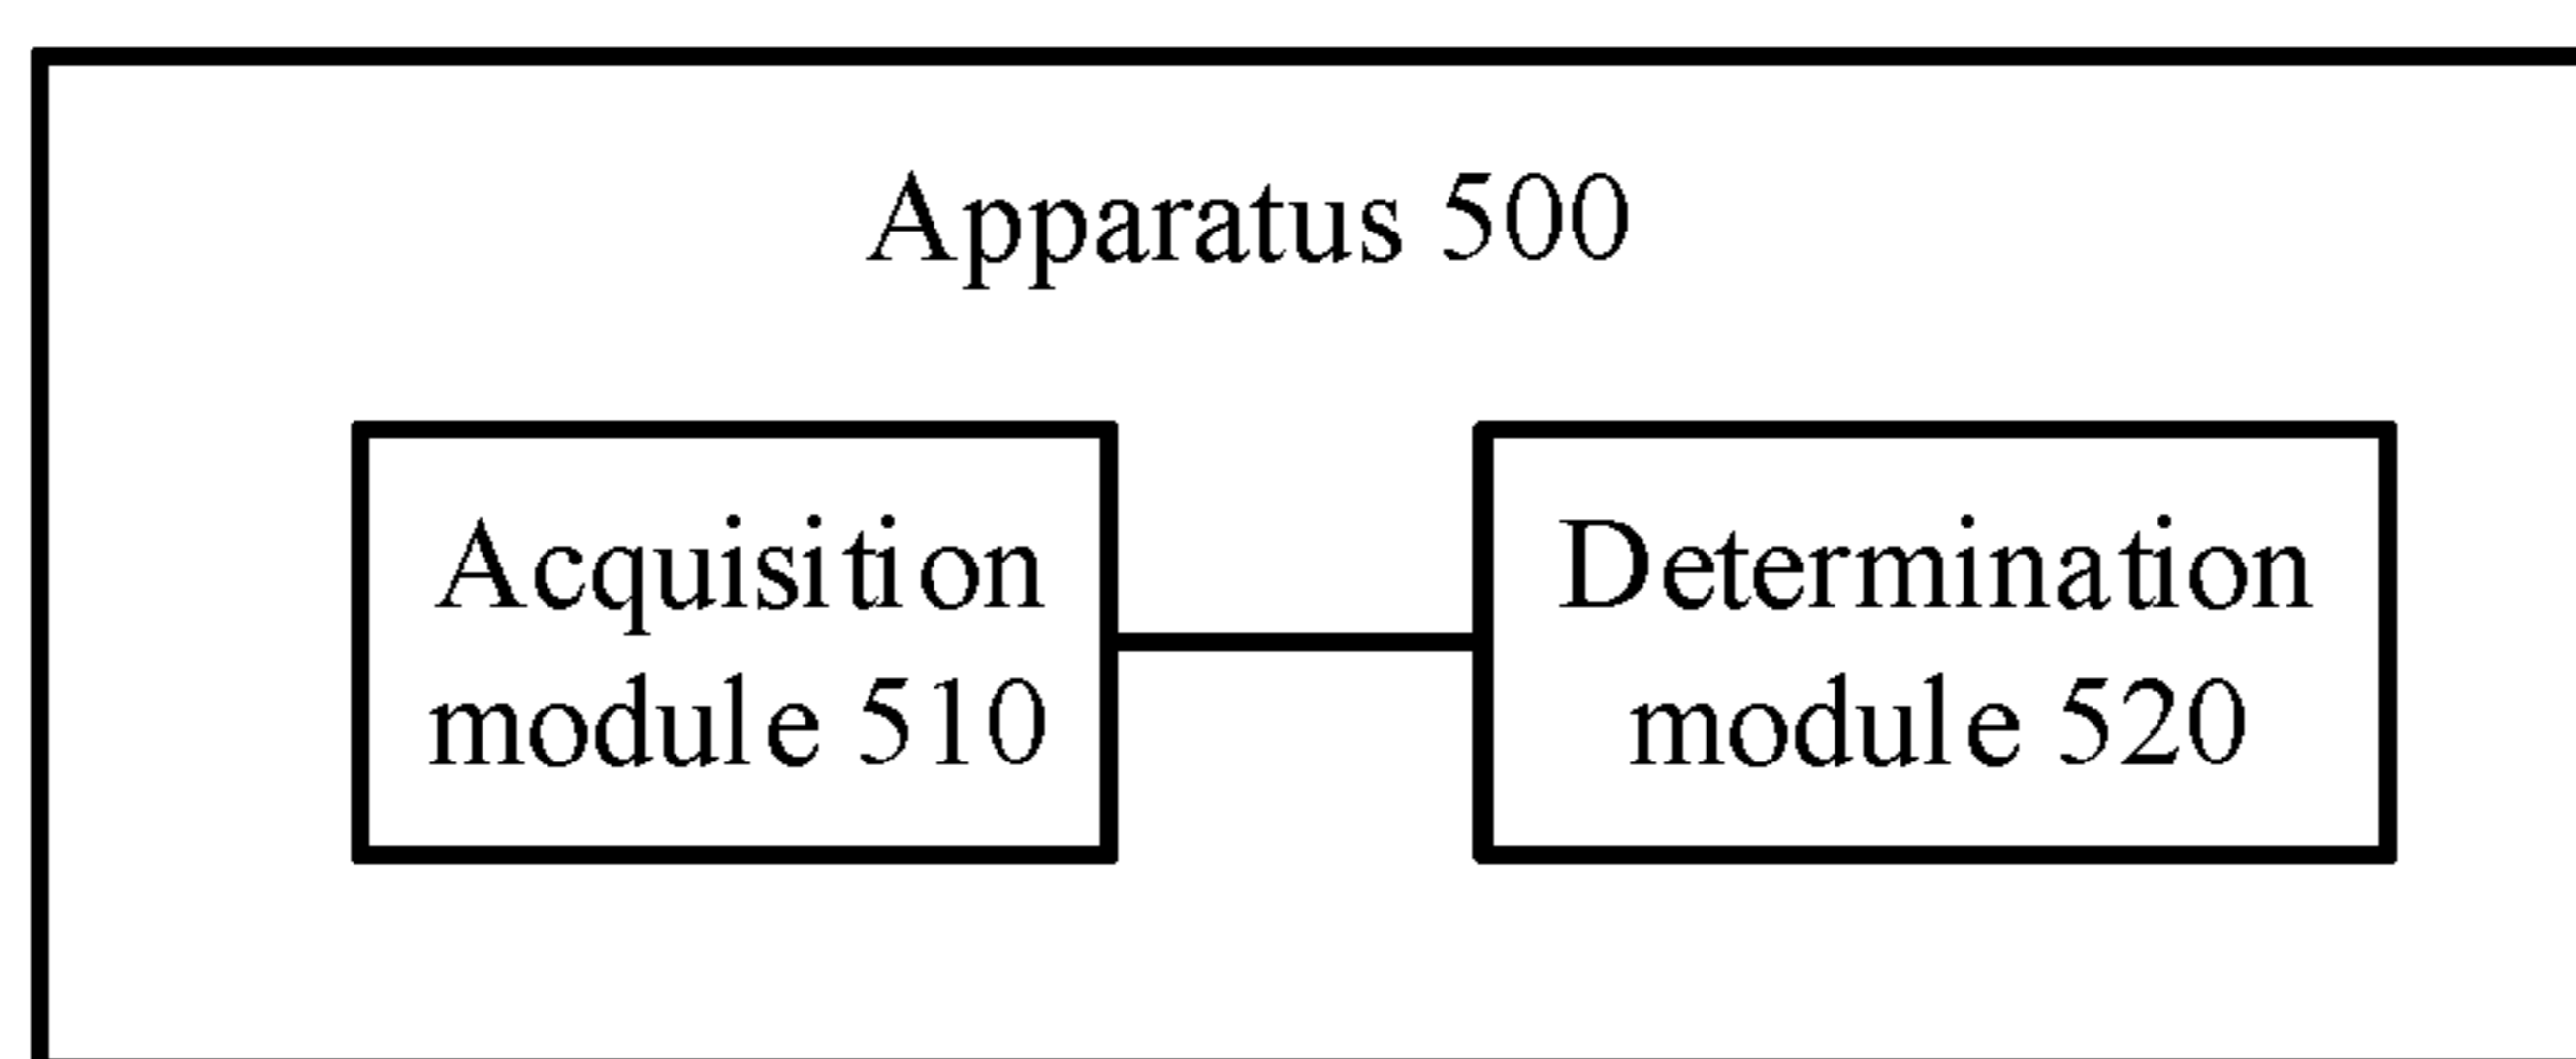 Apparatus 500
Acquisition
module 510
Determination
module 520